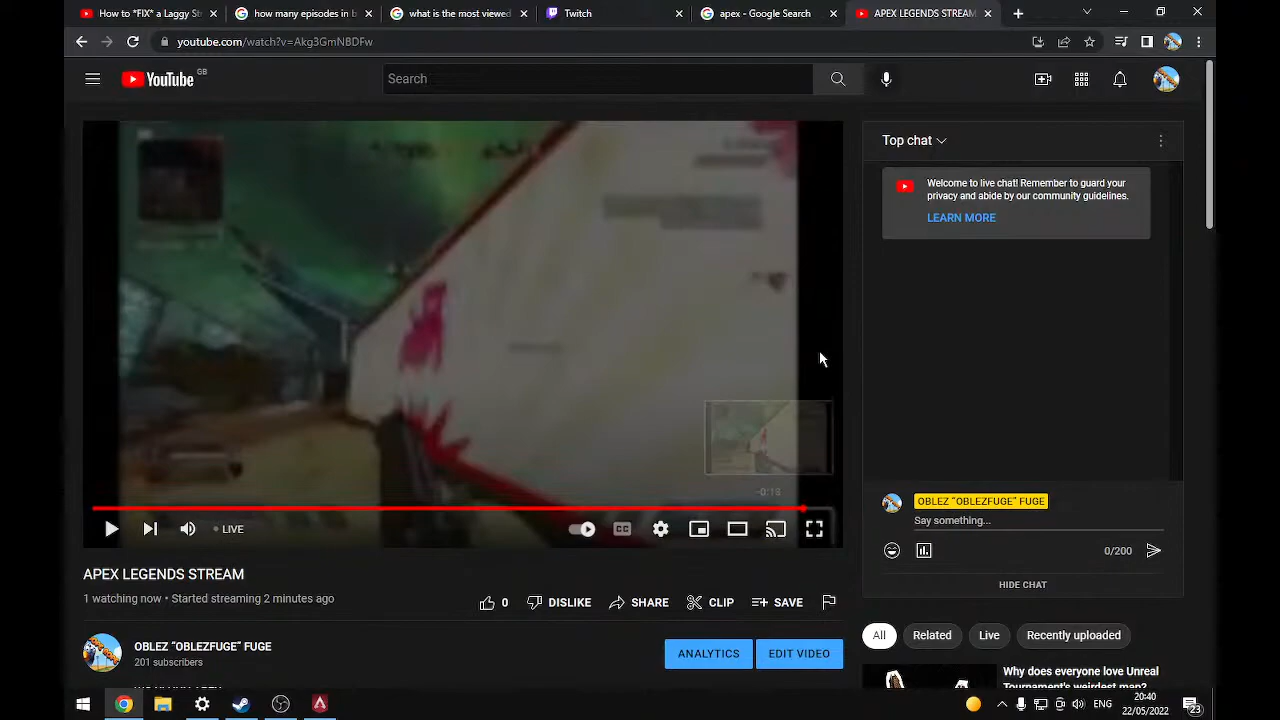 How to *FIX* a Laggy St
how many episodes in b
what is the most viewe
Twitch
apex - Google Search
APEX LEGENDS STREAM
youtube.com/watch?v=Akg3GmNBDFw
YouTube GB
Search
Top chat
Welcome to live chat! Remember to guard your
privacy and abide by our community guidelines.
LEARN MORE
-0:13
LIVE
CC
OBLEZ “OBLEZFUGE” FUGE
Say something...
0/200
HIDE CHAT
APEX LEGENDS STREAM
1 watching now • Started streaming 2 minutes ago
0
DISLIKE
SHARE
CLIP
SAVE
OBLEZ “OBLEZFUGE” FUGE
201 subscribers
ANALYTICS
EDIT VIDEO
All
Related
Live
Recently uploaded
Why does everyone love Unreal
Tournament's weirdest man?
ENG
20:40
22/05/2022
23